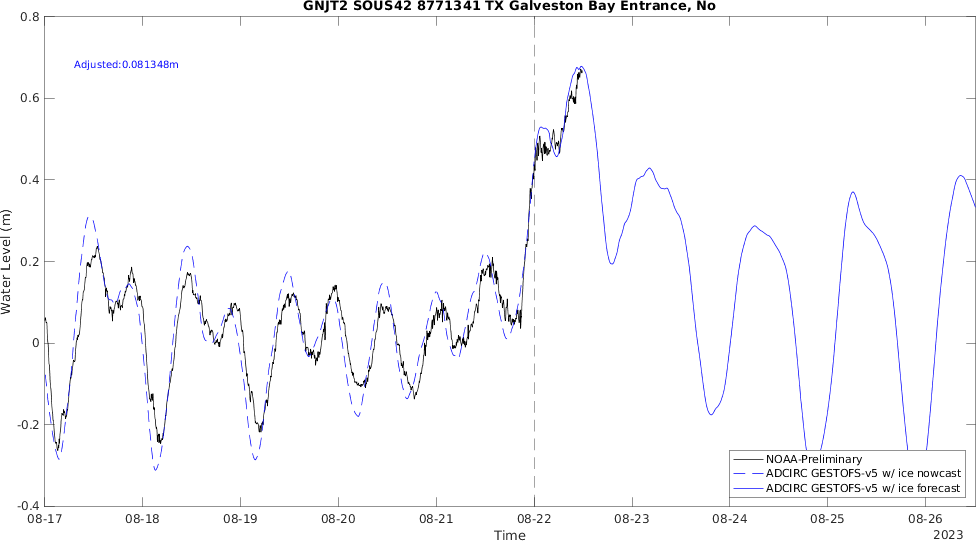 GNJT2 SOUS42 8771341 TX Galveston Bay Entrance, No
0.8
Adjusted:0.081348m
0.6
0.4
0.2
0
-0.2
-0.4
Water Level (m)
NOAA-Preliminary
ADCIRC GESTOFS-v5 w/ ice nowcast
ADCIRC GESTOFS-v5 w/ ice forecast
08-17 08-18 08-19 08-20 08-21 08-22 08-23 08-24 08-25 08-26
Time
2023